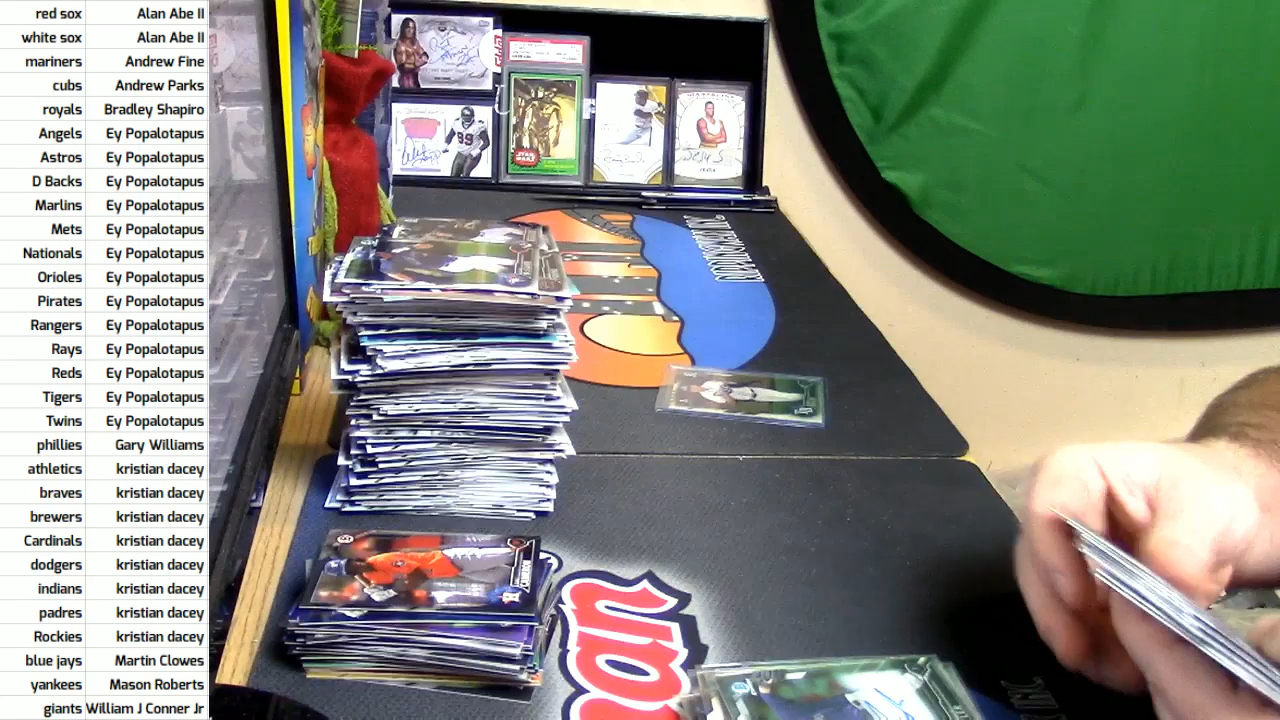 red sox Alan Abe II
white sox Alan Abe II
mariners Andrew Fine
cubs Andrew Parks
royals Bradley Shapiro
Angels Ey Popalotapus
Astros Ey Popalotapus
D Backs Ey Popalotapus
Marlins Ey Popalotapus
Mets Ey Popalotapus
Nationals Ey Popalotapus
Orioles Ey Popalotapus
Pirates Ey Popalotapus
Rangers Ey Popalotapus
Rays Ey Popalotapus
Reds Ey Popalotapus
Tigers Ey Popalotapus
Twins Ey Popalotapus
phillies Gary Williams
athletics kristian dacey
braves kristian dacey
brewers kristian dacey
Cardinals kristian dacey
dodgers kristian dacey
indians kristian dacey
padres kristian dacey
Rockies kristian dacey
blue jays Martin Clowes
yankees Mason Roberts
giants William J Conner Jr
STAR WARS
99